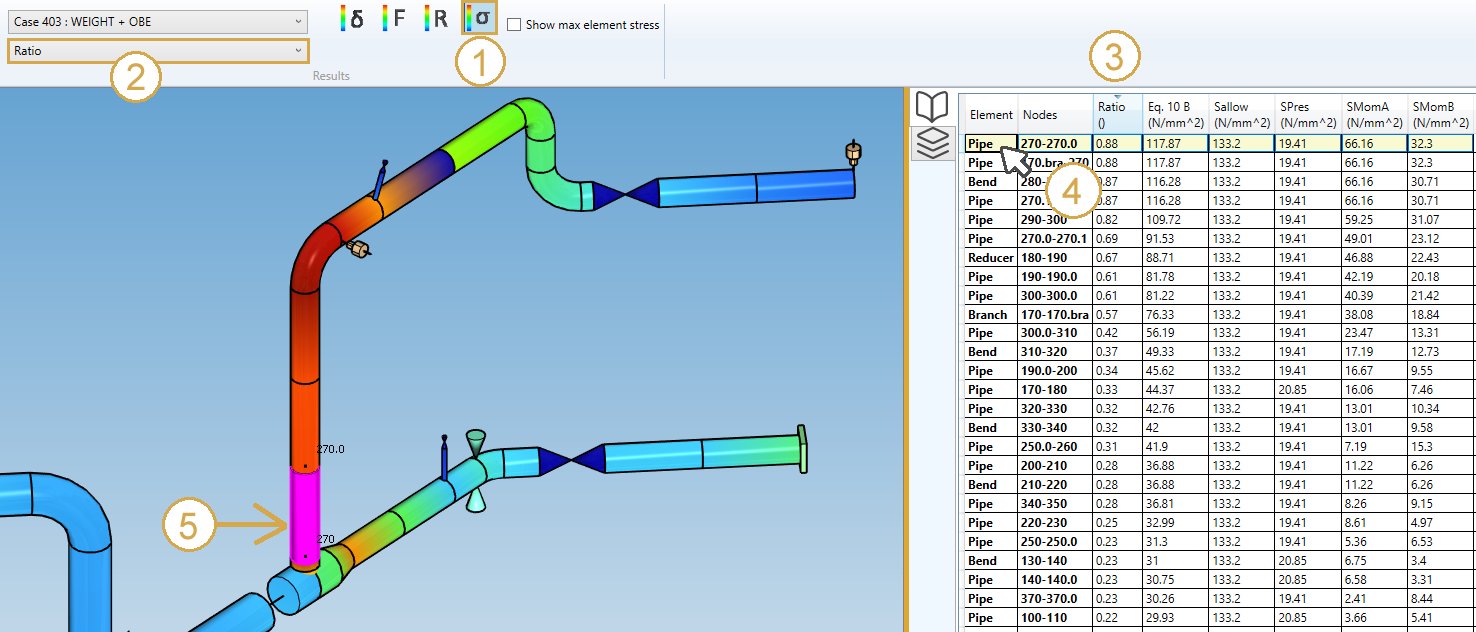 Case 403 : WEIGHT + OBE
δ F R σ
Show max element stress
Ratio
Results
1
2
3
Element Nodes Ratio () Eq. 10 B (N/mm^2) Sallow (N/mm^2) SPres (N/mm^2) SMomA (N/mm^2) SMomB (N/mm^2)
Pipe 270-270.0 0.88 117.87 133.2 19.41 66.16 32.3
Pipe 270.bra-270 0.88 117.87 133.2 19.41 66.16 32.3
Bend 280- 0.87 116.28 133.2 19.41 66.16 30.71
Pipe 270. 0.87 116.28 133.2 19.41 66.16 30.71
Pipe 290-300 0.82 109.72 133.2 19.41 59.25 31.07
Pipe 270.0-270.1 0.69 91.53 133.2 19.41 49.01 23.12
Reducer 180-190 0.67 88.71 133.2 19.41 46.88 22.43
Pipe 190-190.0 0.61 81.78 133.2 19.41 42.19 20.18
Pipe 300-300.0 0.61 81.22 133.2 19.41 40.39 21.42
Branch 170-170.bra 0.57 76.33 133.2 19.41 38.08 18.84
Pipe 300.0-310 0.42 56.19 133.2 19.41 23.47 13.31
Bend 310-320 0.37 49.33 133.2 19.41 17.19 12.73
Pipe 190.0-200 0.34 45.62 133.2 19.41 16.67 9.55
Pipe 170-180 0.33 44.37 133.2 20.85 16.06 7.46
Pipe 320-330 0.32 42.76 133.2 19.41 13.01 10.34
Bend 330-340 0.32 42 133.2 19.41 13.01 9.58
Pipe 250.0-260 0.31 41.9 133.2 19.41 7.19 15.3
Pipe 200-210 0.28 36.88 133.2 19.41 11.22 6.26
Bend 210-220 0.28 36.88 133.2 19.41 11.22 6.26
Pipe 340-350 0.28 36.81 133.2 19.41 8.26 9.15
Pipe 220-230 0.25 32.99 133.2 19.41 8.61 4.97
Pipe 250-250.0 0.23 31.3 133.2 19.41 5.36 6.53
Bend 130-140 0.23 31 133.2 20.85 6.75 3.4
Pipe 140-140.0 0.23 30.75 133.2 20.85 6.58 3.31
Pipe 370-370.0 0.23 30.26 133.2 19.41 2.41 8.44
Pipe 100-110 0.22 29.93 133.2 20.85 3.66 5.41
4
270.0
5
270